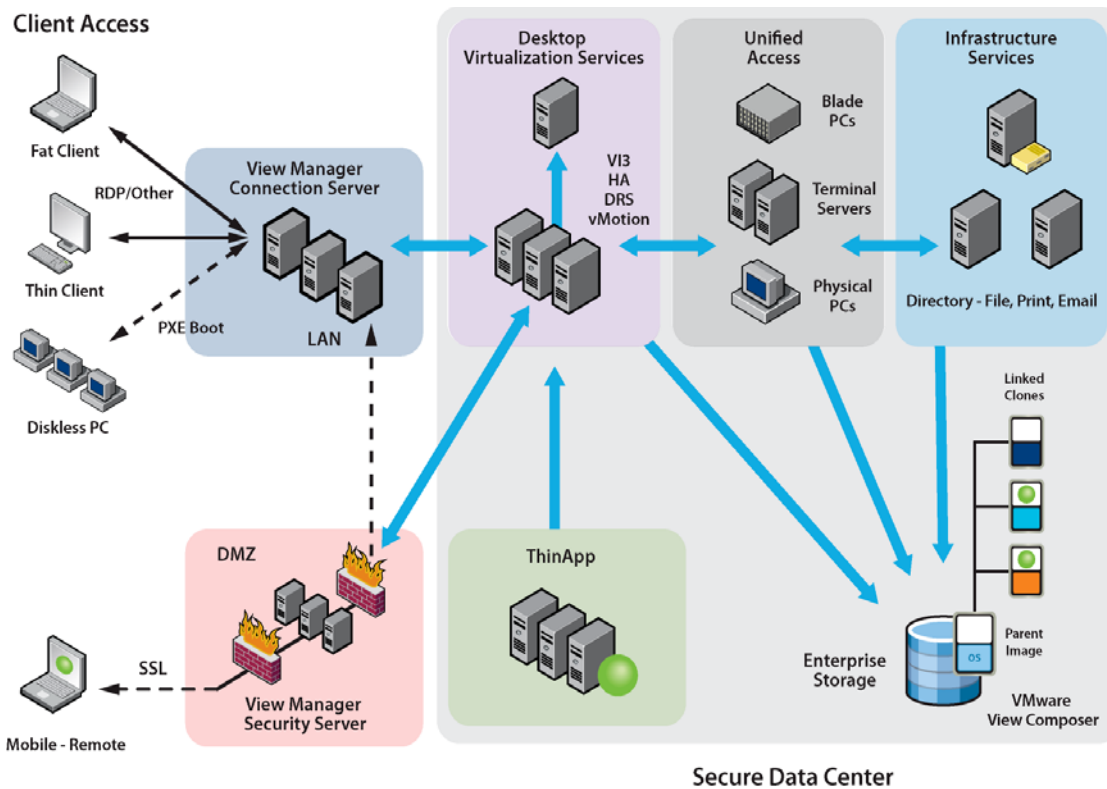 Client Access
Fat Client
RDP/Other
Thin Client
PXE Boot
Diskless PC
View Manager
Connection Server
LAN
Desktop
Virtualization Services
VI3
HA
DRS
vMotion
Unified
Access
Blade
PCs
Terminal
Servers
Physical
PCs
Infrastructure
Services
Directory - File, Print, Email
Linked
Clones
DMZ
View Manager
Security Server
SSL
Mobile - Remote
ThinApp
Enterprise
Storage
OS
Parent
Image
VMware
View Composer
Secure Data Center